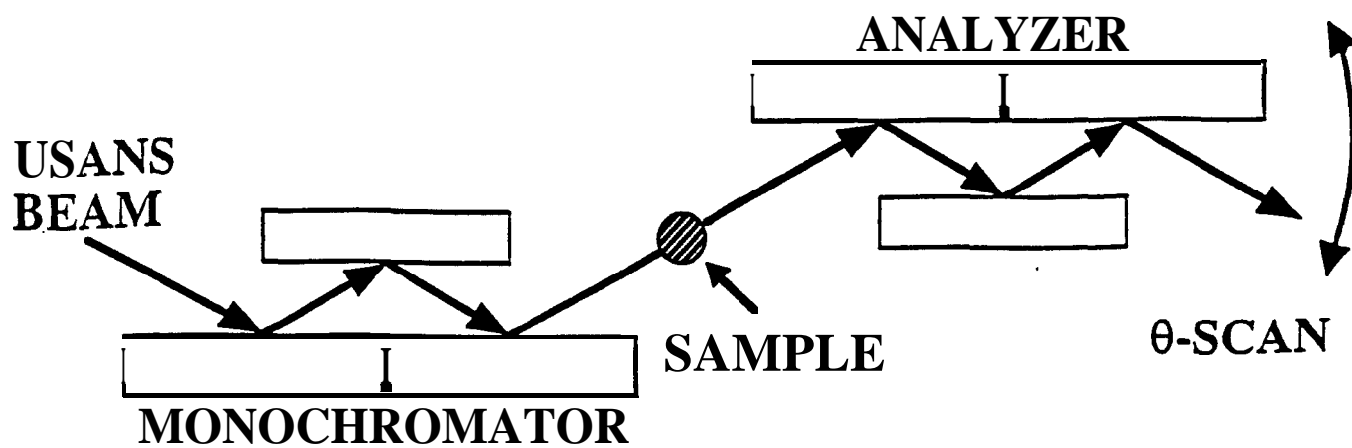 ANALYZER
USANS
BEAM
SAMPLE
θ-SCAN
MONOCHROMATOR